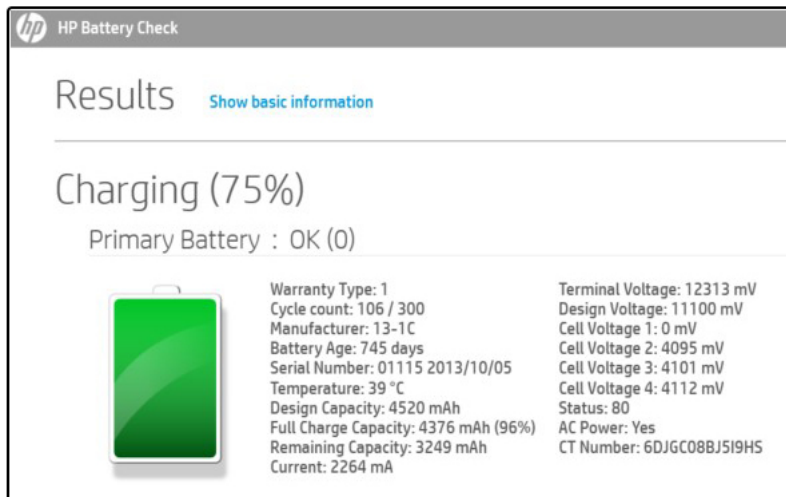 hp HP Battery Check
Results Show basic information
Charging (75%)
Primary Battery : OK (0)
Warranty Type: 1
Cycle count: 106 / 300
Manufacturer: 13-1C
Battery Age: 745 days
Serial Number: 01115 2013/10/05
Temperature: 39 °C
Design Capacity: 4520 mAh
Full Charge Capacity: 4376 mAh (96%)
Remaining Capacity: 3249 mAh
Current: 2264 mA
Terminal Voltage: 12313 mV
Design Voltage: 11100 mV
Cell Voltage 1: 0 mV
Cell Voltage 2: 4095 mV
Cell Voltage 3: 4101 mV
Cell Voltage 4: 4112 mV
Status: 80
AC Power: Yes
CT Number: 6DJGC08BJ5I9HS